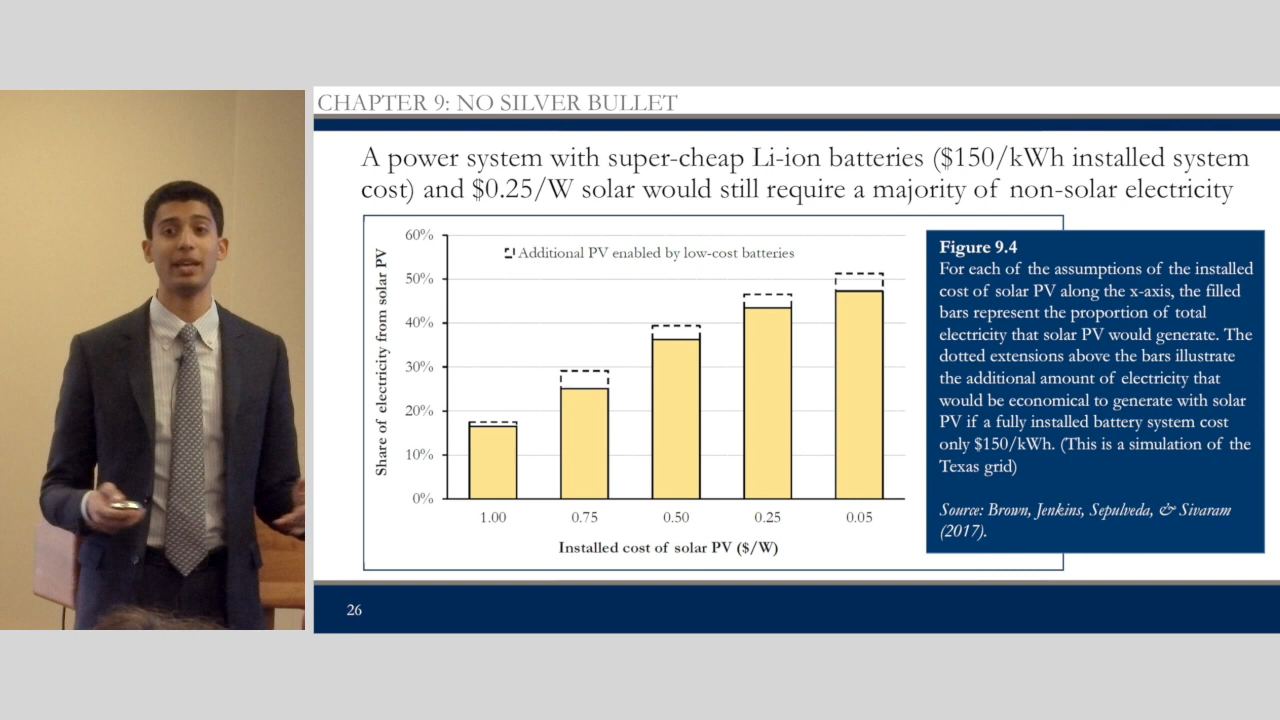 CHAPTER 9: NO SILVER BULLET
A power system with super-cheap Li-ion batteries ($150/kWh installed system
cost) and $0.25/W solar would still require a majority of non-solar electricity
Share of electricity from solar PV
60%
50%
40%
30%
20%
10%
0%
Additional PV enabled by low-cost batteries
1.00 0.75 0.50 0.25 0.05
Installed cost of solar PV ($/W)
Figure 9.4
For each of the assumptions of the installed
cost of solar PV along the x-axis, the filled
bars represent the proportion of total
electricity that solar PV would generate. The
dotted extensions above the bars illustrate
the additional amount of electricity that
would be economical to generate with solar
PV if a fully installed battery system cost
only $150/kWh. (This is a simulation of the
Texas grid)
Source: Brown, Jenkins, Sepulveda, & Sivaram
(2017).
26